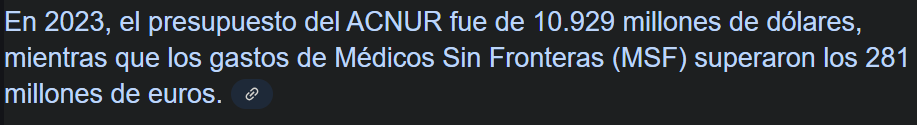 En 2023, el presupuesto del ACNUR fue de 10.929 millones de dólares,
mientras que los gastos de Médicos Sin Fronteras (MSF) superaron los 281
millones de euros.